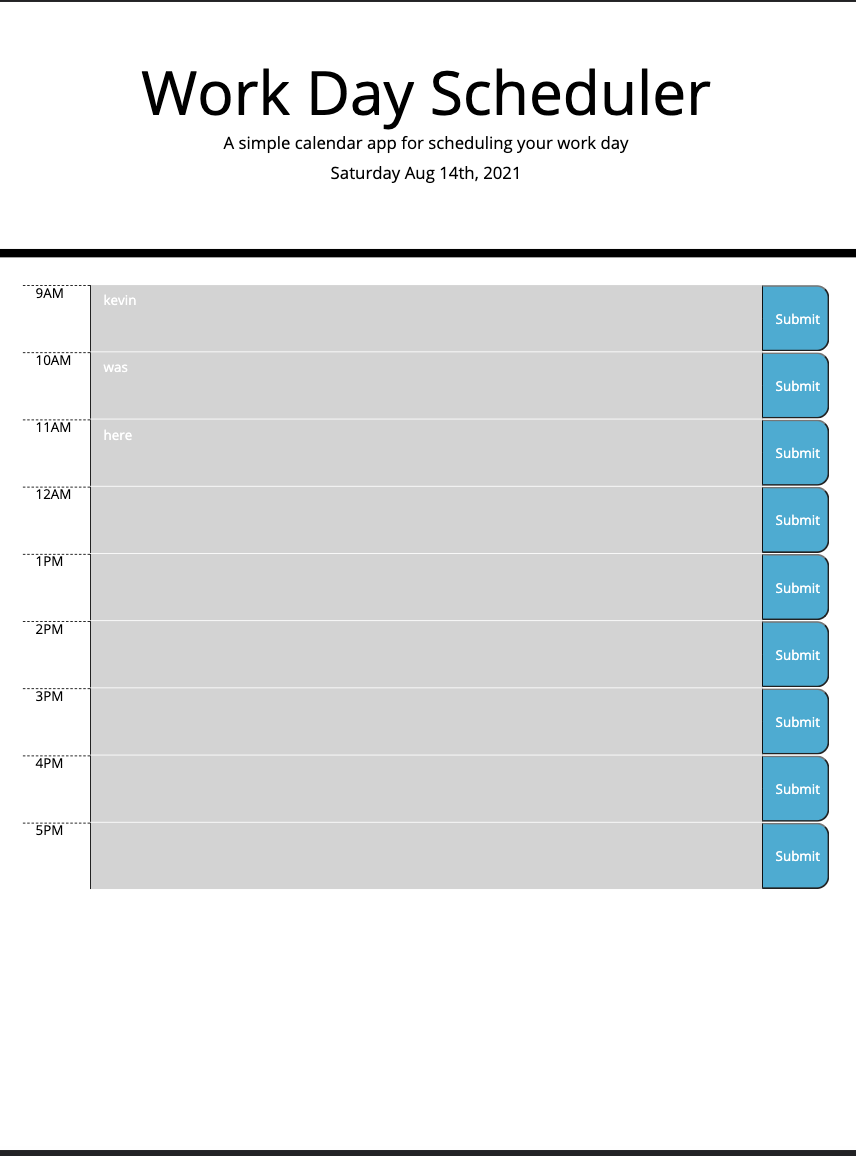 Work Day Scheduler
A simple calendar app for scheduling your work day
Saturday Aug 14th, 2021
9AM kevin Submit
10AM was Submit
11AM here Submit
12AM Submit
1PM Submit
2PM Submit
3PM Submit
4PM Submit
5PM Submit